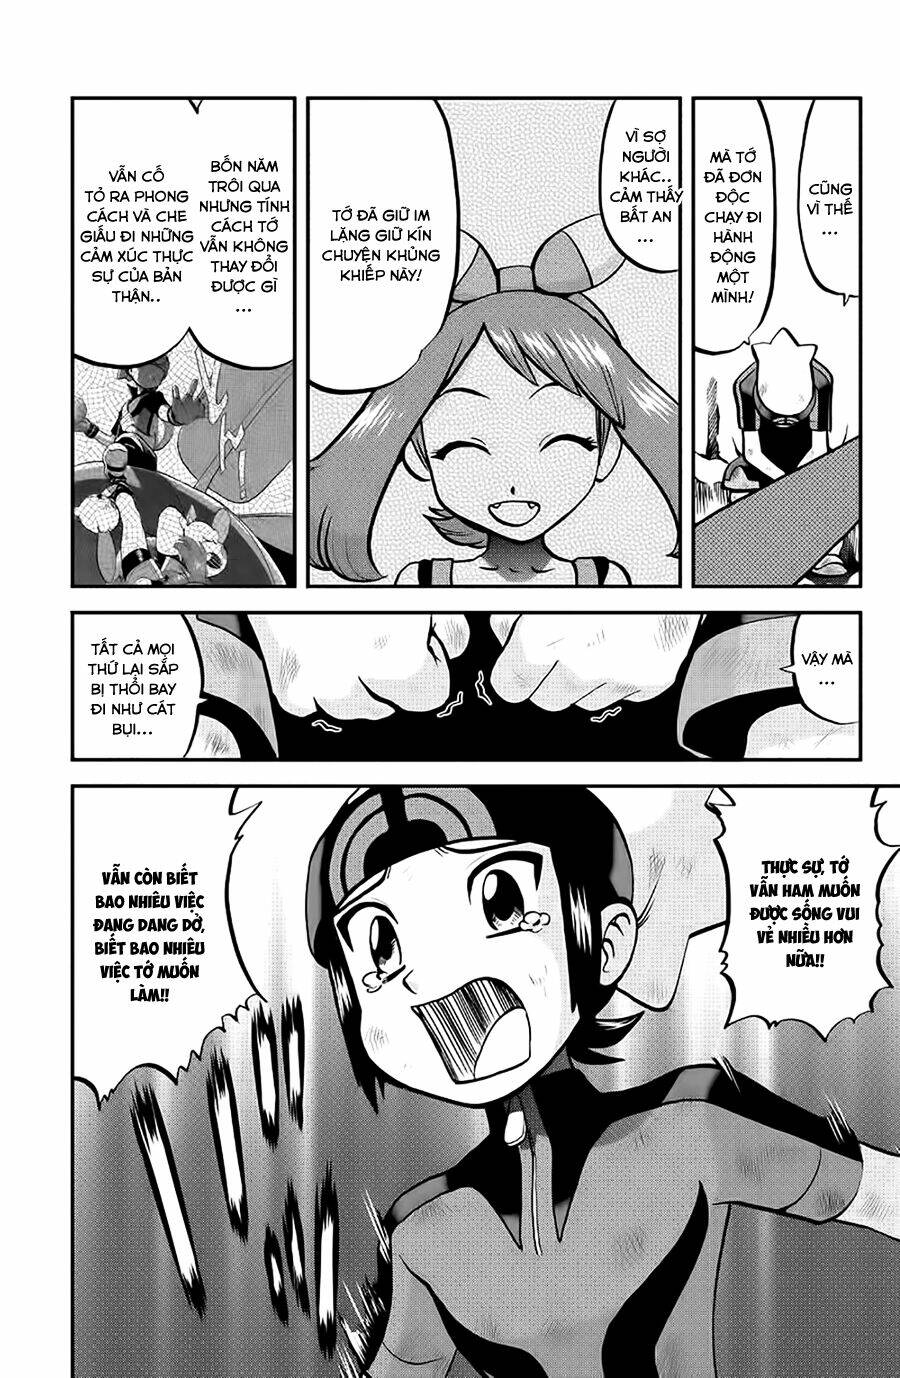 CŨNG
VÌ THẾ
...
MÀ TỚ
ĐÃ ĐƠN
ĐỘC
CHẠY ĐI
HÀNH
ĐỘNG
MỘT
MÌNH!
VÌ SỢ
NGƯỜI
KHÁC..
CẢM THẤY
BẤT AN
...
TỚ ĐÃ GIỮ IM
LẶNG GIỮ KÍN
CHUYỆN KHỦNG
KHIẾP NÀY!
BỐN NĂM
TRÔI QUA
NHƯNG TÍNH
CÁCH TỚ
VẪN KHÔNG
THAY ĐỔI
ĐƯỢC GÌ
...
VẪN CỐ
TỎ RA PHONG
CÁCH VÀ CHE
GIẤU ĐI NHỮNG
CẢM XÚC THỰC
SỰ CỦA BẢN
THẬN..
VẬY MÀ
...
TẤT CẢ MỌI
THỨ LẠI SẮP
BỊ THỔI BAY
ĐI NHƯ CÁT
BỤI...
THỰC SỰ, TỚ
VẪN HAM MUỐN
ĐƯỢC SỐNG VUI
VẺ NHIỀU HƠN
NỮA!!
VẪN CÒN BIẾT
BAO NHIÊU VIỆC
ĐANG DANG DỞ,
BIẾT BAO NHIÊU
VIỆC TỚ MUỐN
LÀM!!